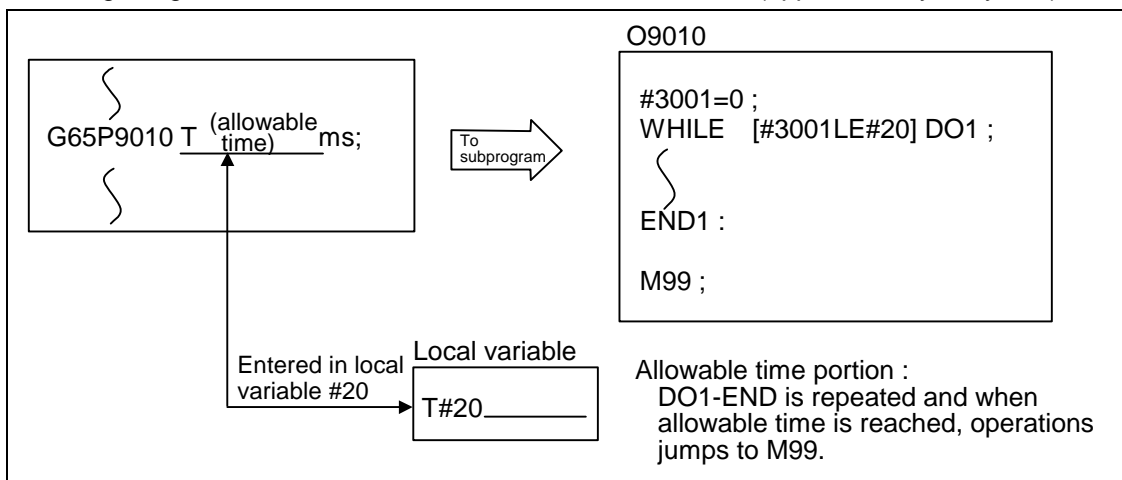 G65P9010 T (allowable time) ms;
To
subprogram
O9010
#3001=0 ;
WHILE [#3001LE#20] DO1 ;
END1 :
M99 ;
Entered in local
variable #20
Local variable
T#20
Allowable time portion :
DO1-END is repeated and when
allowable time is reached, operations
jumps to M99.